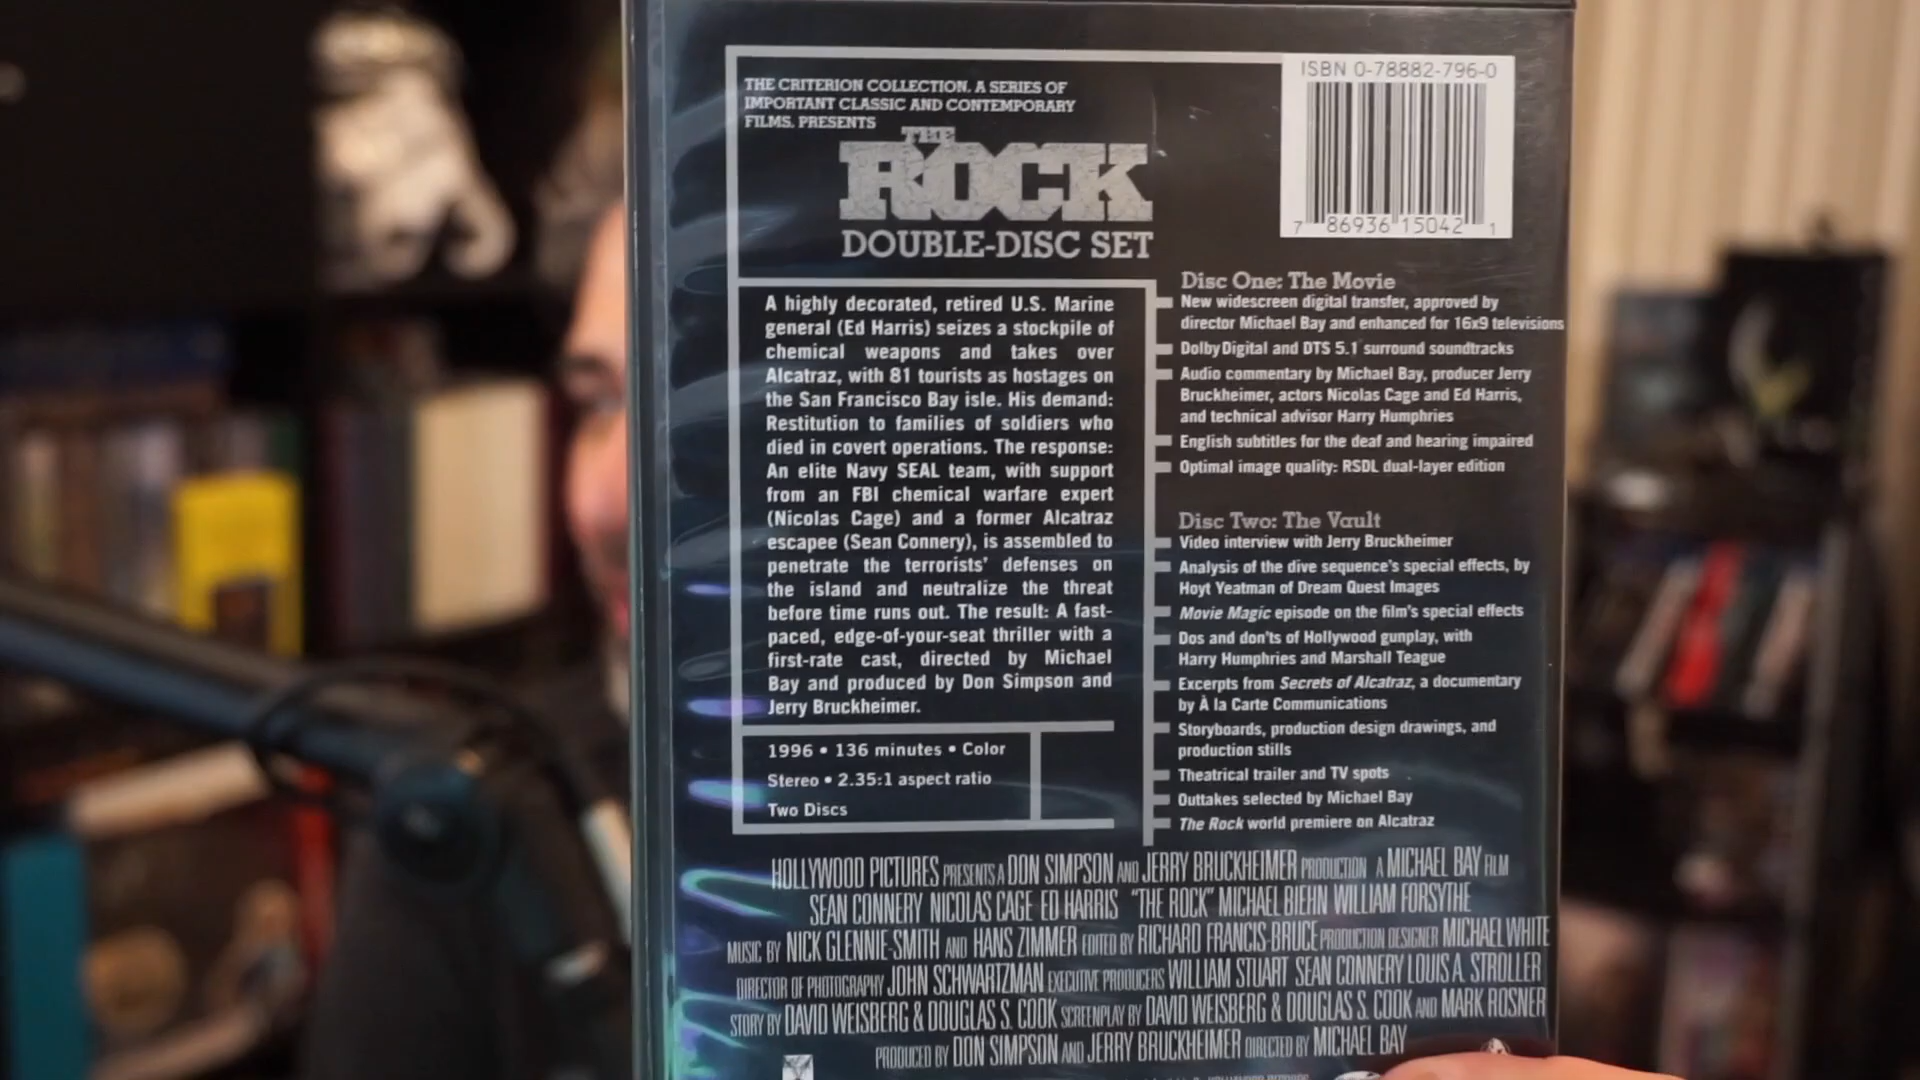 THE CRITERION COLLECTION, A SERIES OF
IMPORTANT CLASSIC AND CONTEMPORARY
FILMS, PRESENTS
THE
ROCK
DOUBLE-DISC SET
ISBN 0-78882-796-0
7 86936 15042 1
A highly decorated, retired U.S. Marine
general (Ed Harris) seizes a stockpile of
chemical weapons and takes over
Alcatraz, with 81 tourists as hostages on
the San Francisco Bay isle. His demand:
Restitution to families of soldiers who
died in covert operations. The response:
An elite Navy SEAL team, with support
from an FBI chemical warfare expert
(Nicolas Cage) and a former Alcatraz
escapee (Sean Connery), is assembled to
penetrate the terrorists' defenses on
the island and neutralize the threat
before time runs out. The result: A fast-
paced, edge-of-your-seat thriller with a
first-rate cast, directed by Michael
Bay and produced by Don Simpson and
Jerry Bruckheimer.
1996 • 136 minutes • Color
Stereo • 2.35:1 aspect ratio
Two Discs
Disc One: The Movie
New widescreen digital transfer, approved by
director Michael Bay and enhanced for 16x9 televisions
Dolby Digital and DTS 5.1 surround soundtracks
Audio commentary by Michael Bay, producer Jerry
Bruckheimer, actors Nicolas Cage and Ed Harris,
and technical advisor Harry Humphries
English subtitles for the deaf and hearing impaired
Optimal image quality: RSDL dual-layer edition
Disc Two: The Vault
Video interview with Jerry Bruckheimer
Analysis of the dive sequence's special effects, by
Hoyt Yeatman of Dream Quest Images
Movie Magic episode on the film's special effects
Dos and don'ts of Hollywood gunplay, with
Harry Humphries and Marshall Teague
Excerpts from Secrets of Alcatraz, a documentary
by À la Carte Communications
Storyboards, production design drawings, and
production stills
Theatrical trailer and TV spots
Outtakes selected by Michael Bay
The Rock world premiere on Alcatraz
HOLLYWOOD PICTURES PRESENTS A DON SIMPSON AND JERRY BRUCKHEIMER PRODUCTION A MICHAEL BAY FILM
SEAN CONNERY NICOLAS CAGE ED HARRIS "THE ROCK" MICHAEL BIEHN WILLIAM FORSYTHE
MUSIC BY NICK GLENNIE-SMITH AND HANS ZIMMER EDITED BY RICHARD FRANCIS-BRUCE PRODUCTION DESIGNER MICHAEL WHITE
DIRECTOR OF PHOTOGRAPHY JOHN SCHWARTZMAN EXECUTIVE PRODUCERS WILLIAM STUART SEAN CONNERY LOUIS A. STROLLER
STORY BY DAVID WEISBERG & DOUGLAS S. COOK SCREENPLAY BY DAVID WEISBERG & DOUGLAS S. COOK AND MARK ROSNER
PRODUCED BY DON SIMPSON AND JERRY BRUCKHEIMER DIRECTED BY MICHAEL BAY